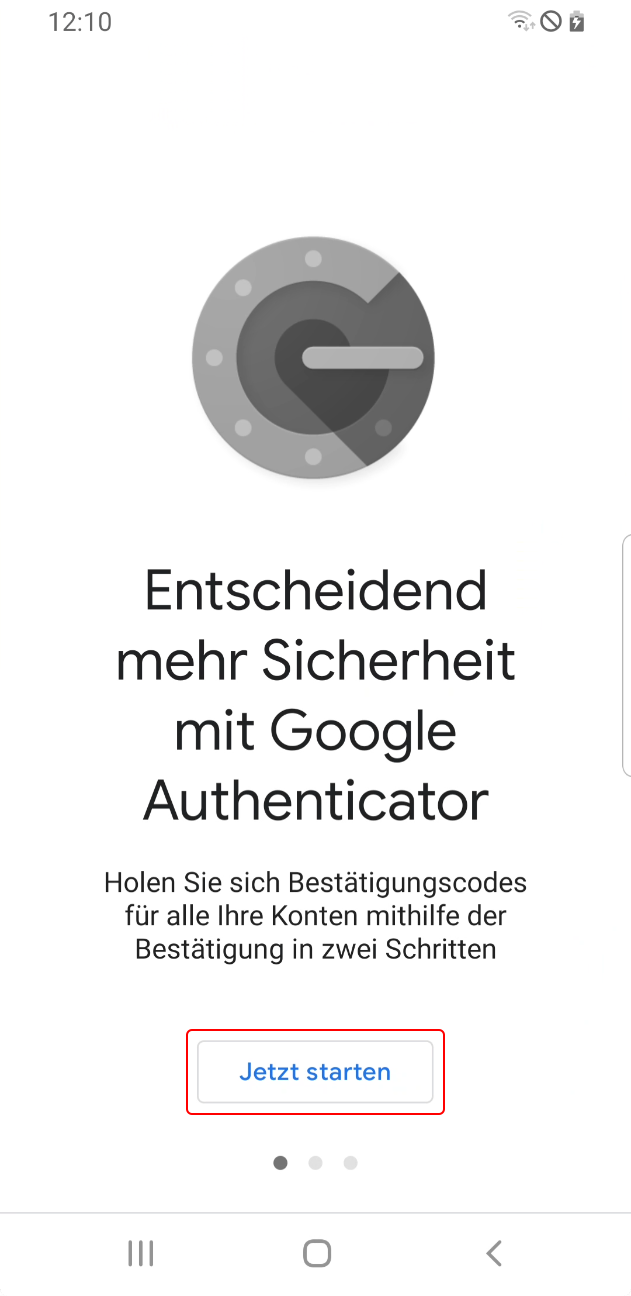 12:10
Entscheidend
mehr Sicherheit
mit Google
Authenticator
Holen Sie sich Bestätigungscodes
für alle Ihre Konten mithilfe der
Bestätigung in zwei Schritten
Jetzt starten